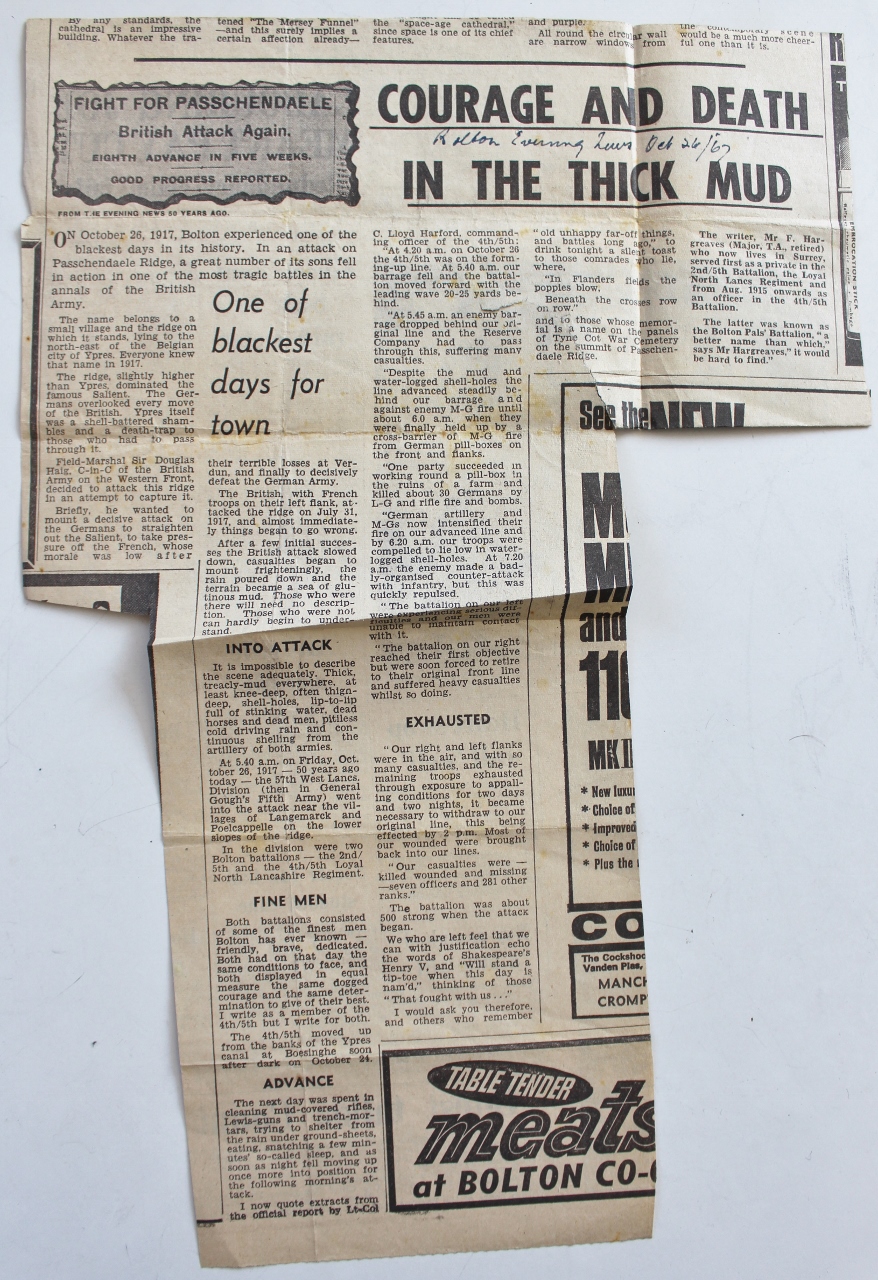 By any standards, the
cathedral is an impressive
building. Whatever the tra-
tened "The Mersey Funnel"
—and this surely implies a
certain affection already—
the "space-age cathedral,"
since space is one of its chief
features.
and purple.
All round the circular wall
are narrow windows from
the contemporary scene
would be a much more cheer-
ful one than it is.
FIGHT FOR PASSCHENDAELE
British Attack Again.
EIGHTH ADVANCE IN FIVE WEEKS.
GOOD PROGRESS REPORTED.
FROM THE EVENING NEWS 50 YEARS AGO.
COURAGE AND DEATH
Bolton Evening News Oct 26/67
IN THE THICK MUD
ON October 26, 1917, Bolton experienced one of the
blackest days in its history. In an attack on
Passchendaele Ridge, a great number of its sons fell
in action in one of the most tragic battles in the
annals of the British
Army.
The name belongs to a
small village and the ridge on
which it stands, lying to the
north-east of the Belgian
city of Ypres. Everyone knew
that name in 1917.
The ridge, slightly higher
than Ypres, dominated the
famous Salient. The Ger-
mans overlooked every move
of the British. Ypres itself
was a shell-battered sham-
bles and a death-trap to
those who had to pass
through it.
Field-Marshal Sir Douglas
Haig, C-in-C of the British
Army on the Western Front,
decided to attack this ridge
in an attempt to capture it.
Briefly, he wanted to
mount a decisive attack on
the Germans to straighten
out the Salient, to take pres-
sure off the French, whose
morale was low after
One of
blackest
days for
town
their terrible losses at Ver-
dun, and finally to decisively
defeat the German Army.
The British, with French
troops on their left flank, at-
tacked the ridge on July 31,
1917, and almost immediate-
ly things began to go wrong.
After a few initial succes-
ses the British attack slowed
down, casualties began to
mount frighteningly, the
rain poured down and the
terrain became a sea of glu-
tinous mud. Those who were
there will need no descrip-
tion. Those who were not
can hardly begin to under-
stand.
INTO ATTACK
It is impossible to describe
the scene adequately. Thick,
treacly-mud everywhere, at
least knee-deep, often thigh-
deep, shell-holes, lip-to-lip
full of stinking water, dead
horses and dead men, pitiless
cold driving rain and con-
tinuous shelling from the
artillery of both armies.
At 5.40 a.m. on Friday, Oct-
tober 26, 1917 — 50 years ago
today — the 57th West Lancs.
Division (then in General
Gough's Fifth Army) went
into the attack near the vil-
lages of Langemarck and
Poelcappelle on the lower
slopes of the ridge.
In the division were two
Bolton battalions — the 2nd/
5th and the 4th/5th Loyal
North Lancashire Regiment.
FINE MEN
Both battalions consisted
of some of the finest men
Bolton has ever known —
friendly, brave, dedicated.
Both had on that day the
same conditions to face, and
both displayed in equal
measure the same dogged
courage and the same deter-
mination to give of their best.
I write as a member of the
4th/5th but I write for both.
The 4th/5th moved up
from the banks of the Ypres
canal at Boesinghe soon
after dark on October 24.
ADVANCE
The next day was spent in
cleaning mud-covered rifles,
Lewis-guns and trench-mor-
tars, trying to shelter from
the rain under ground-sheets,
eating, snatching a few min-
utes' so-called sleep, and as
soon as night fell moving up
once more into position for
the following morning's at-
tack.
I now quote extracts from
the official report by Lt-Col
C. Lloyd Harford, command-
ing officer of the 4th/5th:
"At 4.20 a.m. on October 26
the 4th/5th was on the form-
ing-up line. At 5.40 a.m. our
barrage fell and the battal-
ion moved forward with the
leading wave 20-25 yards be-
hind.
"At 5.45 a.m. an enemy bar-
rage dropped behind our ori-
ginal line and the Reserve
Company had to pass
through this, suffering many
casualties.
"Despite the mud and
water-logged shell-holes the
line advanced steadily be-
hind our barrage and
against enemy M-G fire until
about 6.0 a.m. when they
were finally held up by a
cross-barrier of M-G fire
from German pill-boxes on
the front and flanks.
"One party succeeded in
working round a pill-box in
the ruins of a farm and
killed about 30 Germans by
L-G and rifle fire and bombs.
"German artillery and
M-Gs now intensified their
fire on our advanced line and
by 6.20 a.m. our troops were
compelled to lie low in water-
logged shell-holes. At 7.20
a.m. the enemy made a bad-
ly-organised counter-attack
with infantry, but this was
quickly repulsed.
"The battalion on our left
were experiencing serious dif-
ficulties and our men were
unable to maintain contact
with it.
"The battalion on our right
reached their first objective
but were soon forced to retire
to their original front line
and suffered heavy casualties
whilst so doing.
EXHAUSTED
"Our right and left flanks
were in the air, and with so
many casualties, and the re-
maining troops exhausted
through exposure to appall-
ing conditions for two days
and two nights, it became
necessary to withdraw to our
original line, this being
effected by 2 p.m. Most of
our wounded were brought
back into our lines.
"Our casualties were —
killed wounded and missing
—seven officers and 281 other
ranks."
The battalion was about
500 strong when the attack
began.
We who are left feel that we
can with justification echo
the words of Shakespeare's
Henry V, and "Will stand a
tip-toe when this day is
nam'd," thinking of those
"That fought with us . . ."
I would ask you therefore,
and others who remember
"old unhappy far-off things,
and battles long ago," to
drink tonight a silent toast
to those comrades who lie,
where,
"In Flanders fields the
poppies blow,
Beneath the crosses row
on row."
and to those whose memor-
ial is a name on the panels
of Tyne Cot War Cemetery
on the summit of Passchen-
daele Ridge.
The writer, Mr F. Har-
greaves (Major, T.A., retired)
who now lives in Surrey,
served first as a private in the
2nd/5th Battalion, the Loyal
North Lancs Regiment and
from Aug. 1915 onwards as
an officer in the 4th/5th
Battalion.
The latter was known as
the Bolton Pals' Battalion, "a
better name than which,"
says Mr Hargreaves," it would
be hard to find."
See the NEW
and
110
MK II
* New luxu
* Choice of
* Improved
* Choice of
* Plus the
CO
The Cockshoo
Vanden Plas,
MANCH
CROMP
TABLE TENDER
meats
at BOLTON CO-O